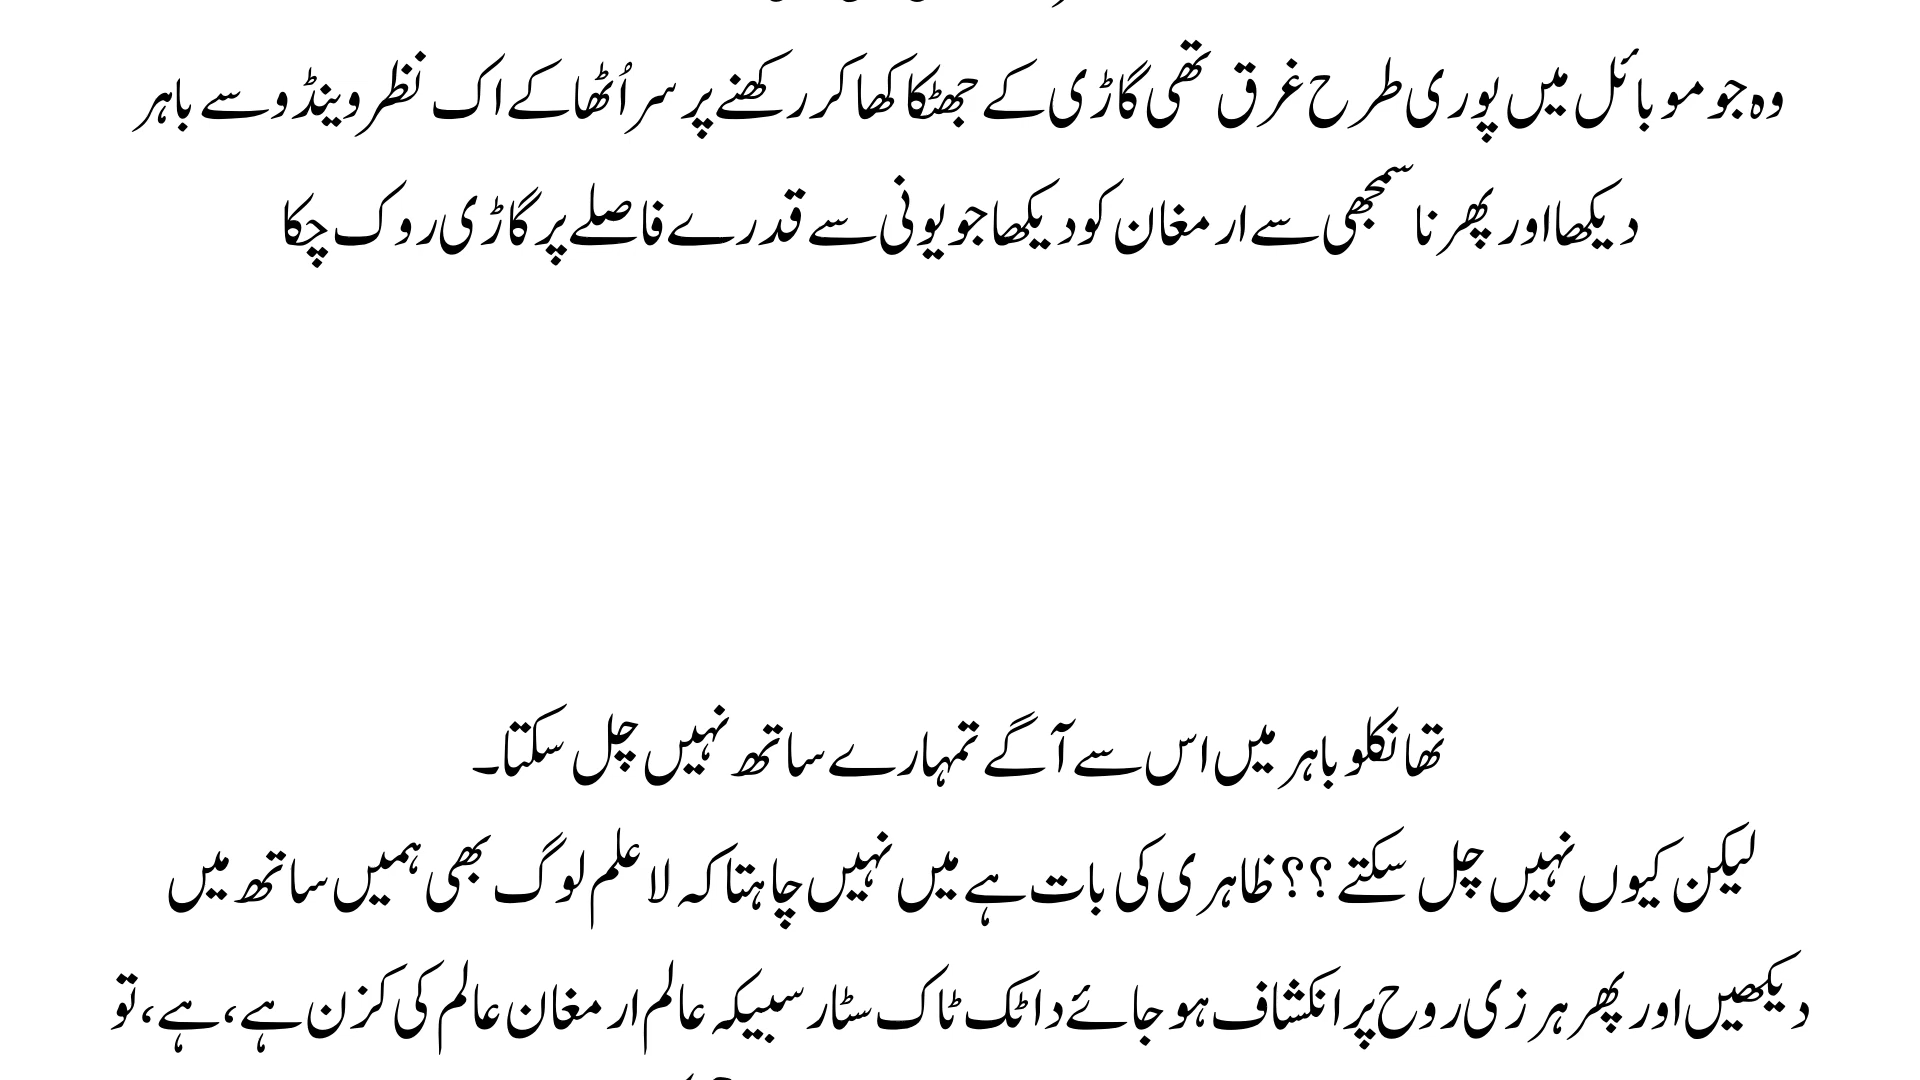 وہ جو موبائل میں پوری طرح غرق تھی گاڑی کے جھٹکا کھا کر رکھنے پر سر اُٹھا کے اک نظر وینڈو سے باہر
دیکھا اور پھر نا سمجھی سے ارمغان کو دیکھا جو یونی سے قدرے فاصلے پر گاڑی روک چکا
تھا نکلو باہر میں اس سے آگے تمہارے ساتھ نہیں چل سکتا۔
لیکن کیوں نہیں چل سکتے ؟؟ ظاہری کی بات ہے میں نہیں چاہتا کہ لا علم لوگ بھی ہمیں ساتھ میں
دیکھیں اور پھر ہر زی روح پر انکشاف ہو جائے دا ٹک ٹاک سٹار سبیکہ عالم ارمغان عالم کی کزن ہے، ہے، تو